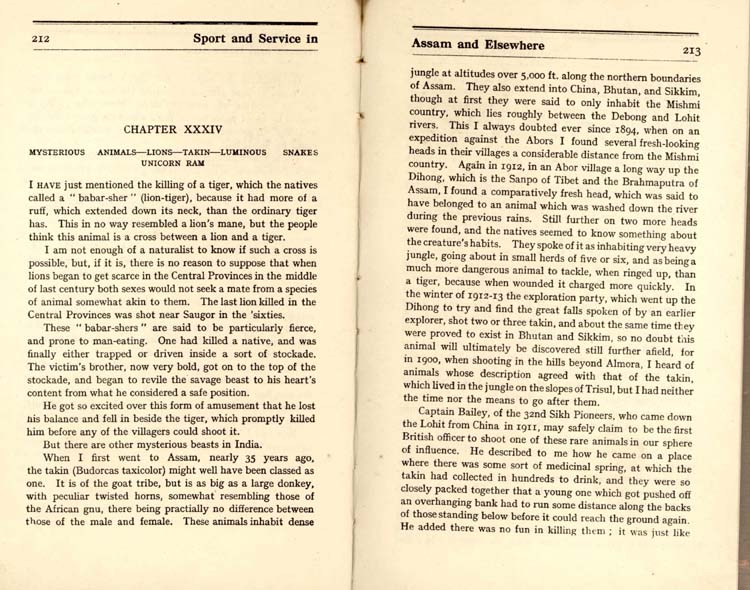 212 Sport and Service in
CHAPTER XXXIV
MYSTERIOUS ANIMALS—LIONS—TAKIN—LUMINOUS SNAKES
UNICORN RAM
I HAVE just mentioned the killing of a tiger, which the natives
called a "babar-sher" (lion-tiger), because it had more of a
ruff, which extended down its neck, than the ordinary tiger
has. This in no way resembled a lion's mane, but the people
think this animal is a cross between a lion and a tiger.
I am not enough of a naturalist to know if such a cross is
possible, but, if it is, there is no reason to suppose that when
lions began to get scarce in the Central Provinces in the middle
of last century both sexes would not seek a mate from a species
of animal somewhat akin to them. The last lion killed in the
Central Provinces was shot near Saugor in the 'sixties.
These "babar-shers" are said to be particularly fierce,
and prone to man-eating. One had killed a native, and was
finally either trapped or driven inside a sort of stockade.
The victim's brother, now very bold, got on to the top of the
stockade, and began to revile the savage beast to his heart's
content from what he considered a safe position.
He got so excited over this form of amusement that he lost
his balance and fell in beside the tiger, which promptly killed
him before any of the villagers could shoot it.
But there are other mysterious beasts in India.
When I first went to Assam, nearly 35 years ago,
the takin (Budorcas taxicolor) might well have been classed as
one. It is of the goat tribe, but is as big as a large donkey,
with peculiar twisted horns, somewhat resembling those of
the African gnu, there being practially no difference between
those of the male and female. These animals inhabit dense
Assam and Elsewhere 213
jungle at altitudes over 5,000 ft. along the northern boundaries
of Assam. They also extend into China, Bhutan, and Sikkim,
though at first they were said to only inhabit the Mishmi
country, which lies roughly between the Debong and Lohit
rivers. This I always doubted ever since 1894, when on an
expedition against the Abors I found several fresh-looking
heads in their villages a considerable distance from the Mishmi
country. Again in 1912, in an Abor village a long way up the
Dihong, which is the Sanpo of Tibet and the Brahmaputra of
Assam, I found a comparatively fresh head, which was said to
have belonged to an animal which was washed down the river
during the previous rains. Still further on two more heads
were found, and the natives seemed to know something about
the creature's habits. They spoke of it as inhabiting very heavy
jungle, going about in small herds of five or six, and as being a
much more dangerous animal to tackle, when ringed up, than
a tiger, because when wounded it charged more quickly. In
the winter of 1912-13 the exploration party, which went up the
Dihong to try and find the great falls spoken of by an earlier
explorer, shot two or three takin, and about the same time they
were proved to exist in Bhutan and Sikkim, so no doubt this
animal will ultimately be discovered still further afield, for
in 1900, when shooting in the hills beyond Almora, I heard of
animals whose description agreed with that of the takin,
which lived in the jungle on the slopes of Trisul, but I had neither
the time nor the means to go after them.
Captain Bailey, of the 32nd Sikh Pioneers, who came down
the Lohit from China in 1911, may safely claim to be the first
British officer to shoot one of these rare animals in our sphere
of influence. He described to me how he came on a place
where there was some sort of medicinal spring, at which the
takin had collected in hundreds to drink, and they were so
closely packed together that a young one which got pushed off
an overhanging bank had to run some distance along the backs
of those standing below before it could reach the ground again.
He added there was no fun in killing them; it was just like